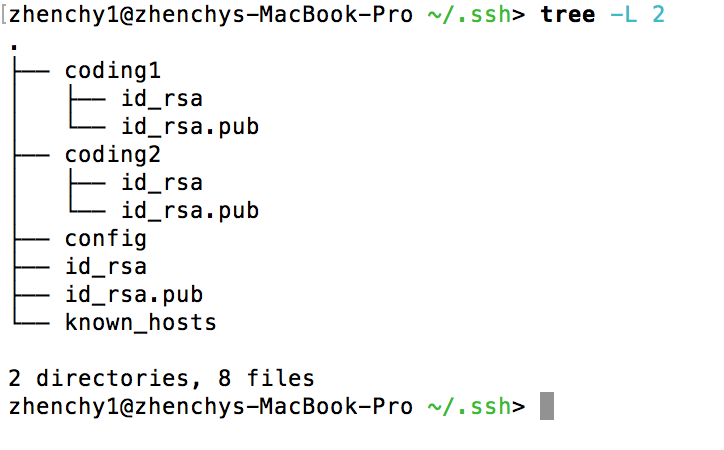 [zhenchy1@zhenchys-MacBook-Pro ~/.ssh> tree -L 2
.
├── coding1
│   ├── id_rsa
│   └── id_rsa.pub
├── coding2
│   ├── id_rsa
│   └── id_rsa.pub
├── config
├── id_rsa
├── id_rsa.pub
└── known_hosts

2 directories, 8 files
zhenchy1@zhenchys-MacBook-Pro ~/.ssh>